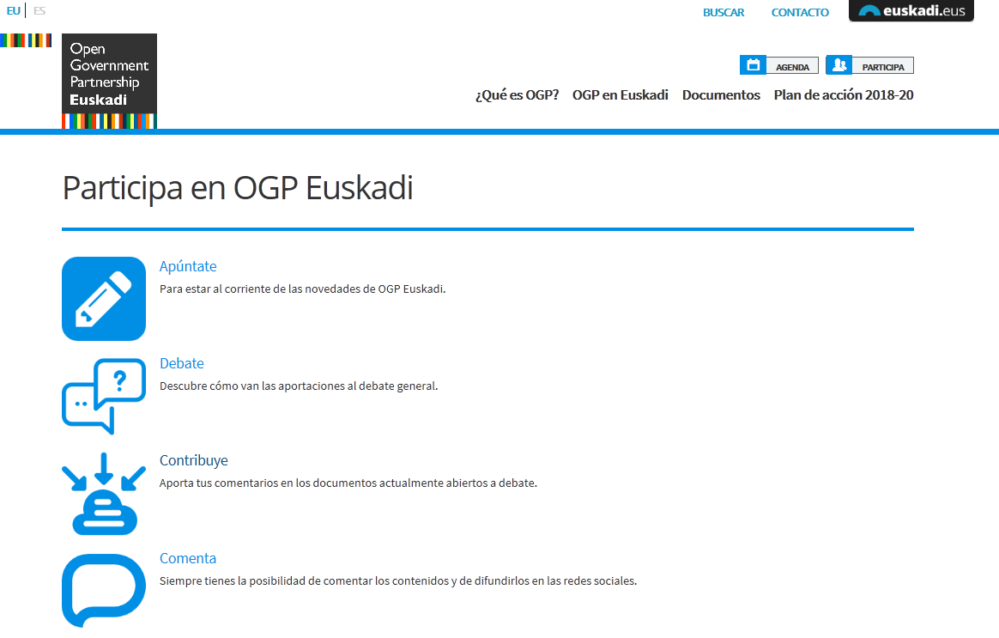 EU ES
BUSCAR CONTACTO euskadi.eus
Open
Government
Partnership
Euskadi
AGENDA PARTICIPA
¿Qué es OGP? OGP en Euskadi Documentos Plan de acción 2018-20
Participa en OGP Euskadi
Apúntate
Para estar al corriente de las novedades de OGP Euskadi.
Debate
Descubre cómo van las aportaciones al debate general.
Contribuye
Aporta tus comentarios en los documentos actualmente abiertos a debate.
Comenta
Siempre tienes la posibilidad de comentar los contenidos y de difundirlos en las redes sociales.